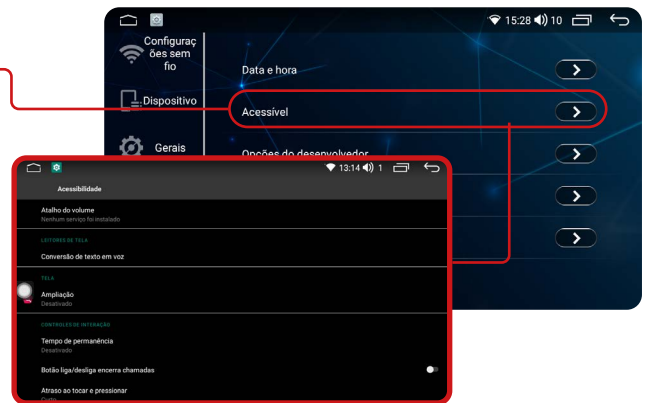 15:28 10
Configuraç
ões sem
fio
Data e hora
Dispositivo
Acessível
Gerais
Opções do desenvolvedor
13:14 1
Acessibilidade
Atalho do volume
Nenhum serviço foi instalado
LEITORES DE TELA
Conversão de texto em voz
TELA
Ampliação
Desativado
CONTROLES DE INTERAÇÃO
Tempo de permanência
Desativado
Botão liga/desliga encerra chamadas
Atraso ao tocar e pressionar
Curto